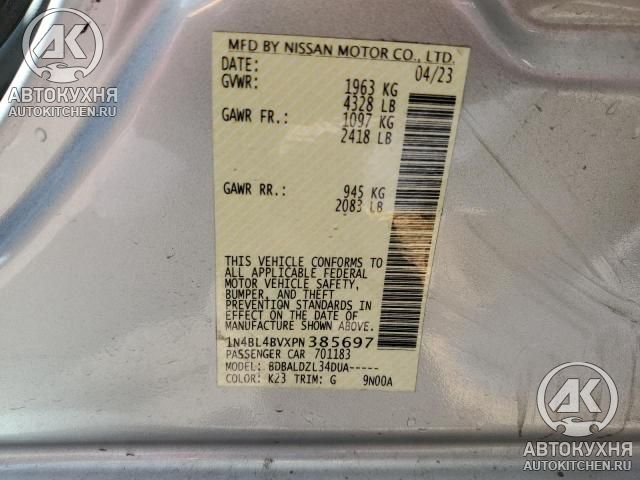 AK
АВТОКУХНЯ
AUTOKITCHEN.RU
MFD BY NISSAN MOTOR CO., LTD.
DATE: 04/23
GVWR: 1963 KG
4328 LB
GAWR FR.: 1097 KG
2418 LB
GAWR RR.: 945 KG
2083 LB
THIS VEHICLE CONFORMS TO
ALL APPLICABLE FEDERAL
MOTOR VEHICLE SAFETY,
BUMPER, AND THEFT
PREVENTION STANDARDS IN
EFFECT ON THE DATE OF
MANUFACTURE SHOWN ABOVE.
1N4BL4BVXPN385697
PASSENGER CAR 701183
MODEL: BDBALDZL34DUA-----
COLOR: K23 TRIM: G 9N00A
AK
АВТОКУХНЯ
AUTOKITCHEN.RU